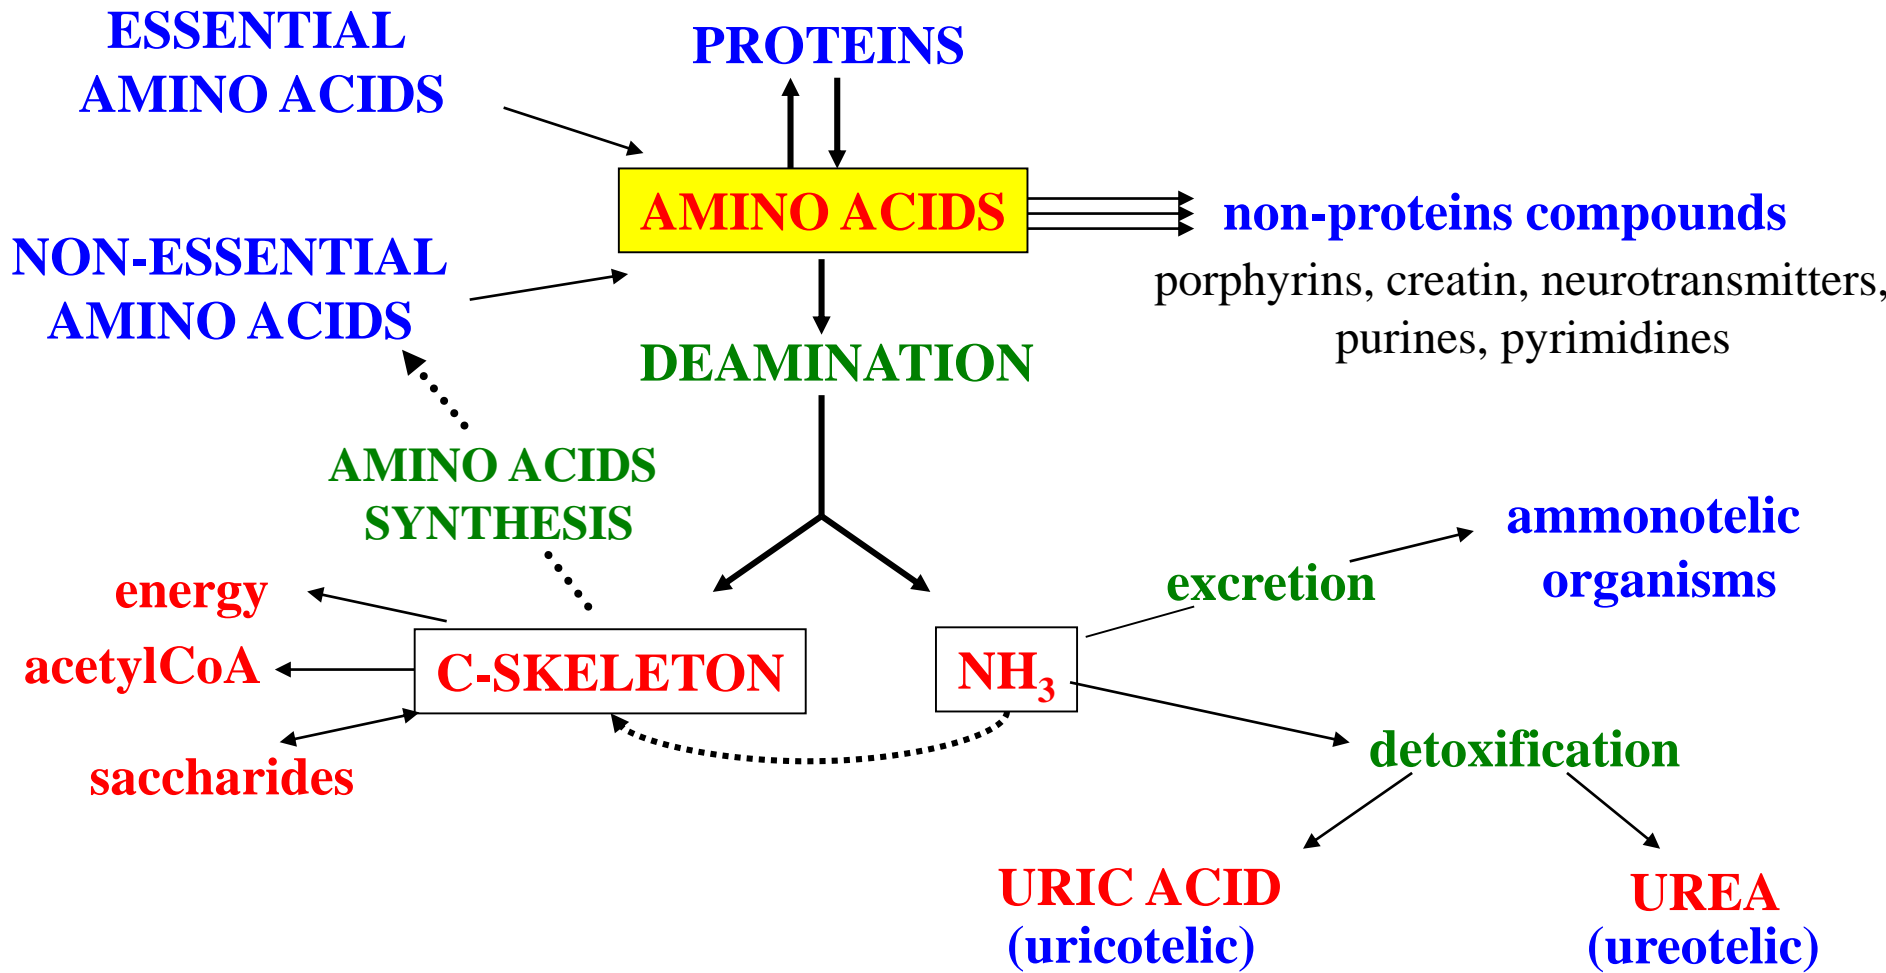 ESSENTIAL
AMINO ACIDS
PROTEINS
AMINO ACIDS
non-proteins compounds
porphyrins, creatin, neurotransmitters,
purines, pyrimidines
NON-ESSENTIAL
AMINO ACIDS
DEAMINATION
AMINO ACIDS
SYNTHESIS
energy
acetylCoA
saccharides
C-SKELETON
NH₃
excretion
ammonotelic
organisms
detoxification
URIC ACID
(uricotelic)
UREA
(ureotelic)